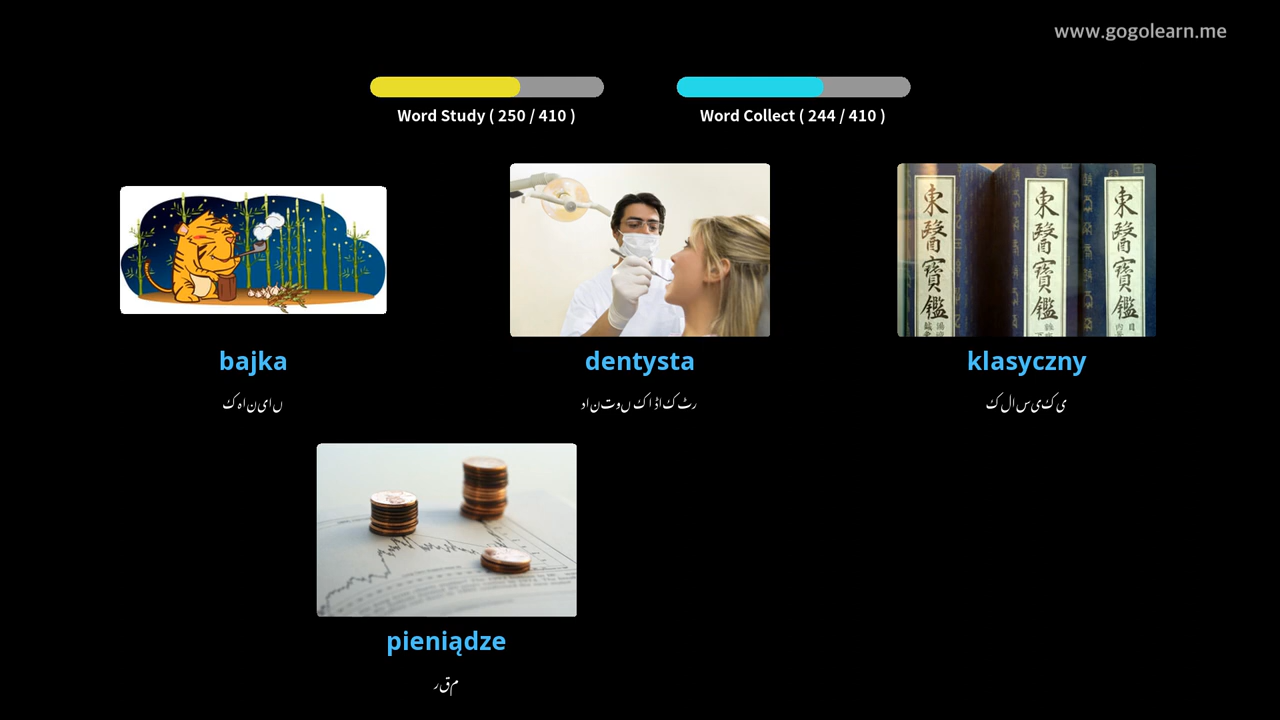 www.gogolearn.me
Word Study ( 250 / 410 )
Word Collect ( 244 / 410 )
東醫寶鑑
東醫寶鑑
東醫寶鑑
bajka
کہانیاں
dentysta
دانتوں کا ڈاکٹر
klasyczny
کلاسیکی
pieniądze
رقم